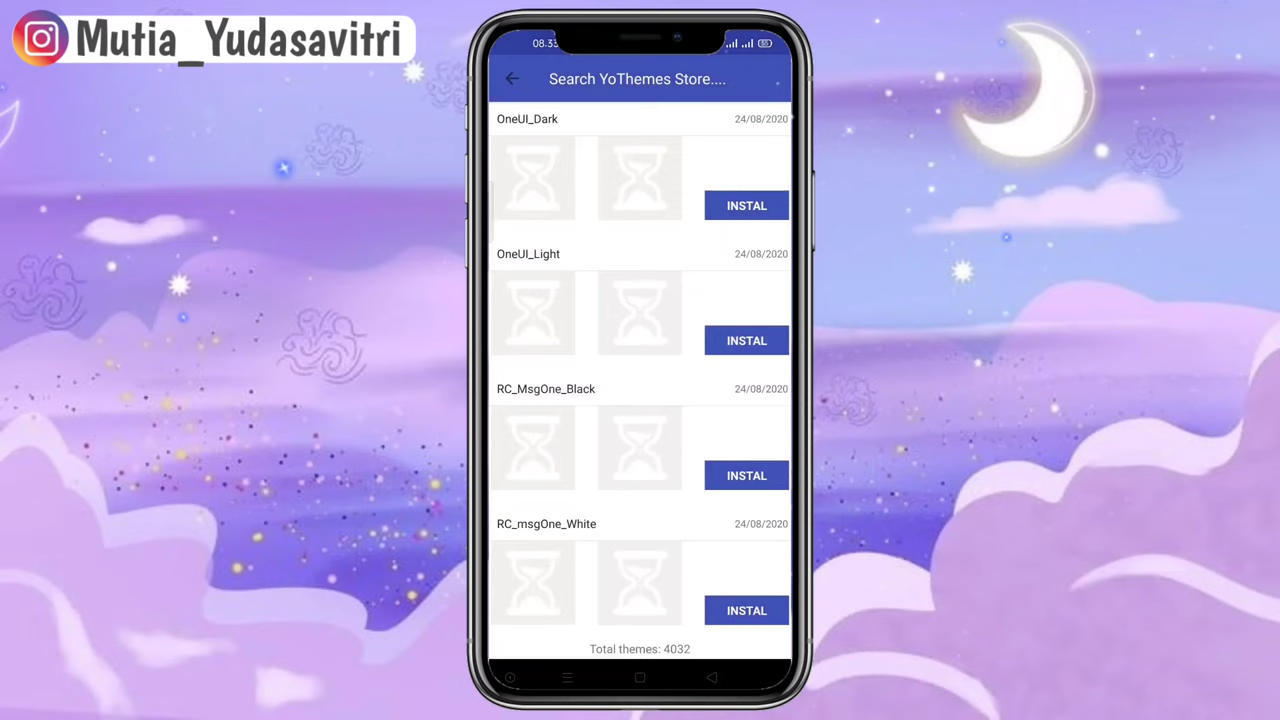 Mutia_Yudasavitri
08.33
Search YoThemes Store....
OneUI_Dark
24/08/2020
INSTAL
OneUI_Light
24/08/2020
INSTAL
RC_MsgOne_Black
24/08/2020
INSTAL
RC_msgOne_White
24/08/2020
INSTAL
Total themes: 4032